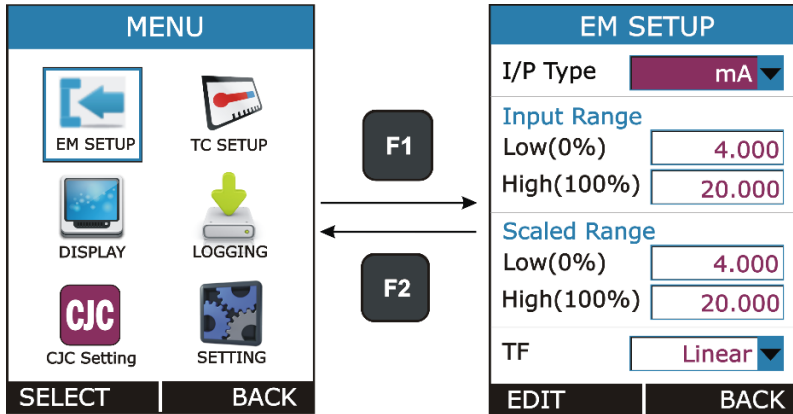 MENU
EM SETUP
TC SETUP
DISPLAY
LOGGING
CJC
CJC Setting
SETTING
SELECT
BACK
F1
F2
EM SETUP
I/P Type mA
Input Range
Low(0%) 4.000
High(100%) 20.000
Scaled Range
Low(0%) 4.000
High(100%) 20.000
TF Linear
EDIT
BACK